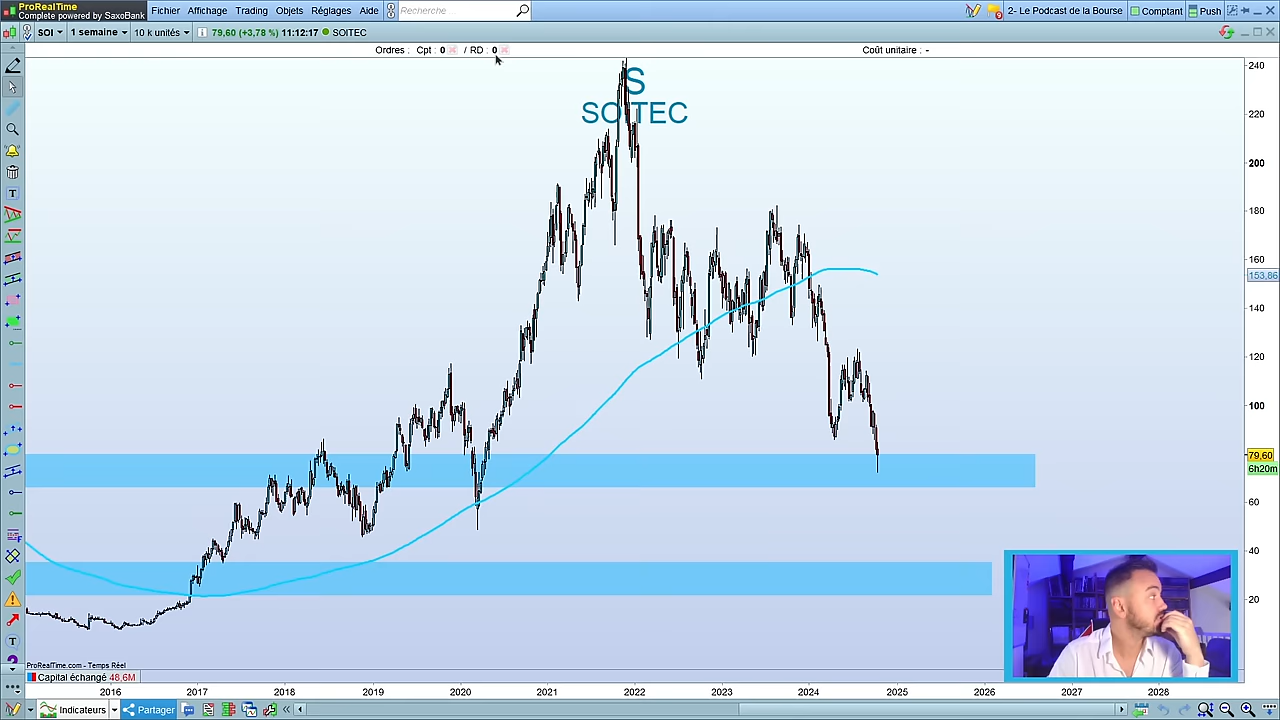 ProRealTime
Complete powered by SaxoBank
Fichier Affichage Trading Objets Réglages Aide Recherche 2- Le Podcast de la Bourse Comptant Push
SOI 1 semaine 10 k unités 79,60 (+3,78 %) 11:12:17 SOITEC
Ordres : Cpt : 0 / RD : 0 Coût unitaire : -
S
SOITEC
240
220
200
180
160
153,86
140
120
100
79,60
6h20m
60
40
20
ProRealTime.com - Temps Réel
Capital échangé 48,6M
2016 2017 2018 2019 2020 2021 2022 2023 2024 2025 2026 2027 2028
Indicateurs Partager